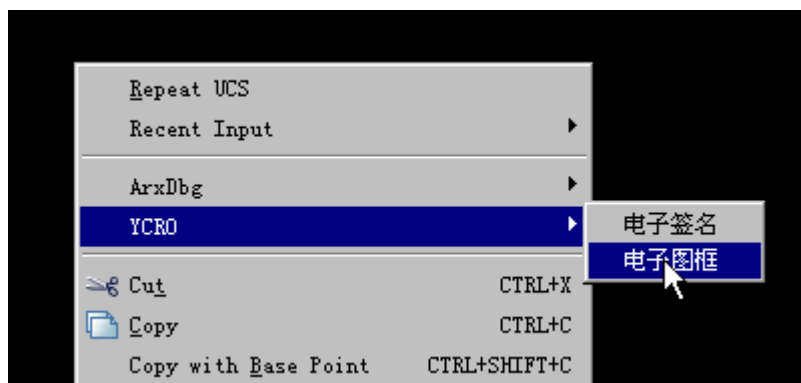 Repeat UCS
Recent Input
ArxDbg
YCRO
电子签名
电子图框
Cut CTRL+X
Copy CTRL+C
Copy with Base Point CTRL+SHIFT+C